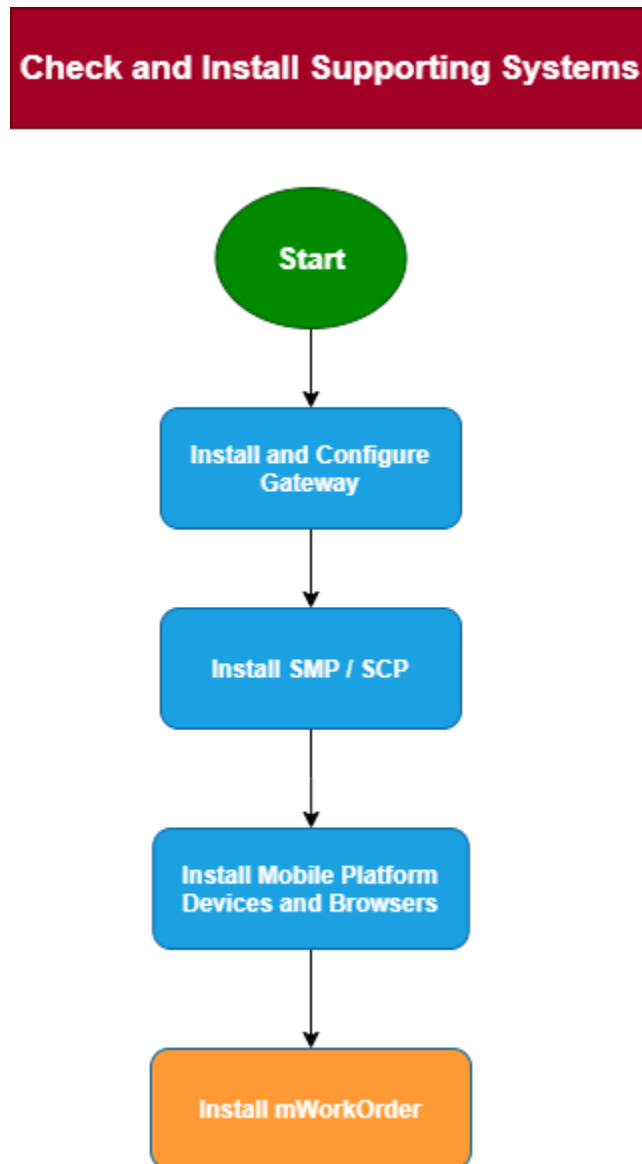 Check and Install Supporting Systems
Start
Install and Configure
Gateway
Install SMP / SCP
Install Mobile Platform
Devices and Browsers
Install mWorkOrder